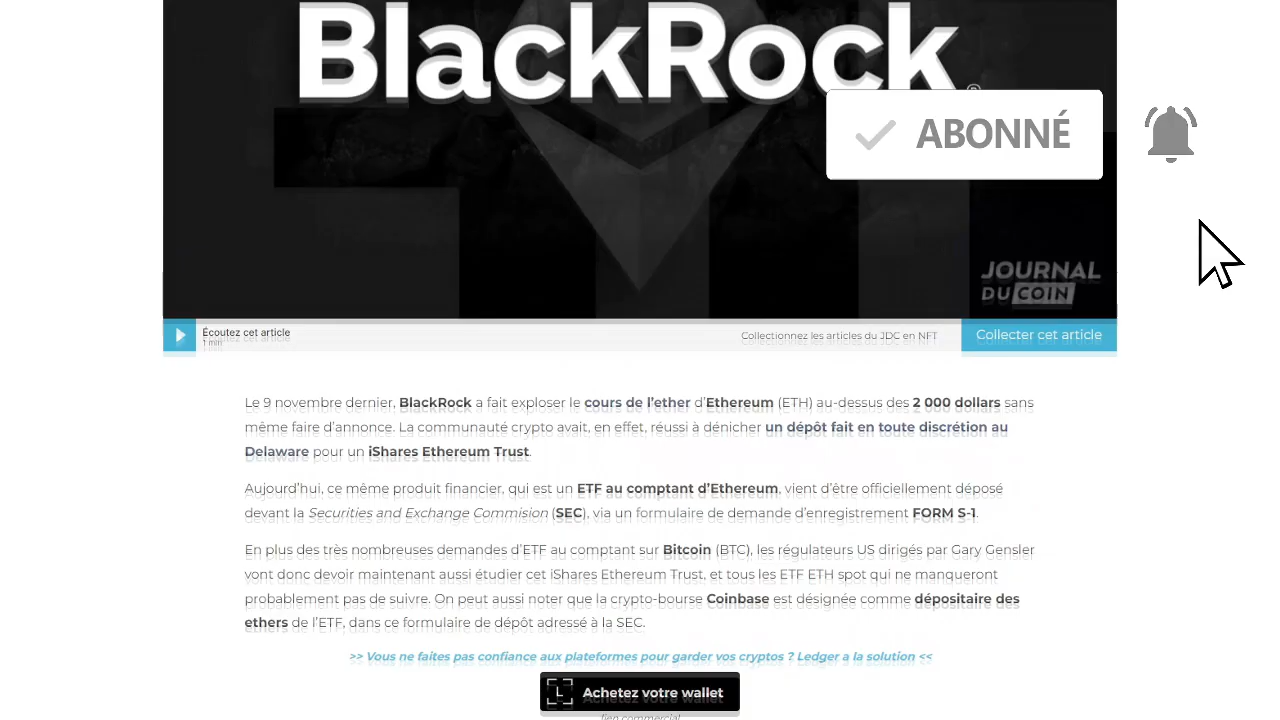 BlackRock
®
ABONNÉ
JOURNAL
DU COIN
Écoutez cet article
1 min
Collectionnez les articles du JDC en NFT
Collecter cet article
Le 9 novembre dernier, BlackRock a fait exploser le cours de l'ether d'Ethereum (ETH) au-dessus des 2 000 dollars sans
même faire d'annonce. La communauté crypto avait, en effet, réussi à dénicher un dépôt fait en toute discrétion au
Delaware pour un iShares Ethereum Trust.
Aujourd'hui, ce même produit financier, qui est un ETF au comptant d'Ethereum, vient d'être officiellement déposé
devant la Securities and Exchange Commision (SEC), via un formulaire de demande d'enregistrement FORM S-1.
En plus des très nombreuses demandes d'ETF au comptant sur Bitcoin (BTC), les régulateurs US dirigés par Gary Gensler
vont donc devoir maintenant aussi étudier cet iShares Ethereum Trust, et tous les ETF ETH spot qui ne manqueront
probablement pas de suivre. On peut aussi noter que la crypto-bourse Coinbase est désignée comme dépositaire des
ethers de l'ETF, dans ce formulaire de dépôt adressé à la SEC.
>> Vous ne faites pas confiance aux plateformes pour garder vos cryptos ? Ledger a la solution <<
L Achetez votre wallet
lien commercial